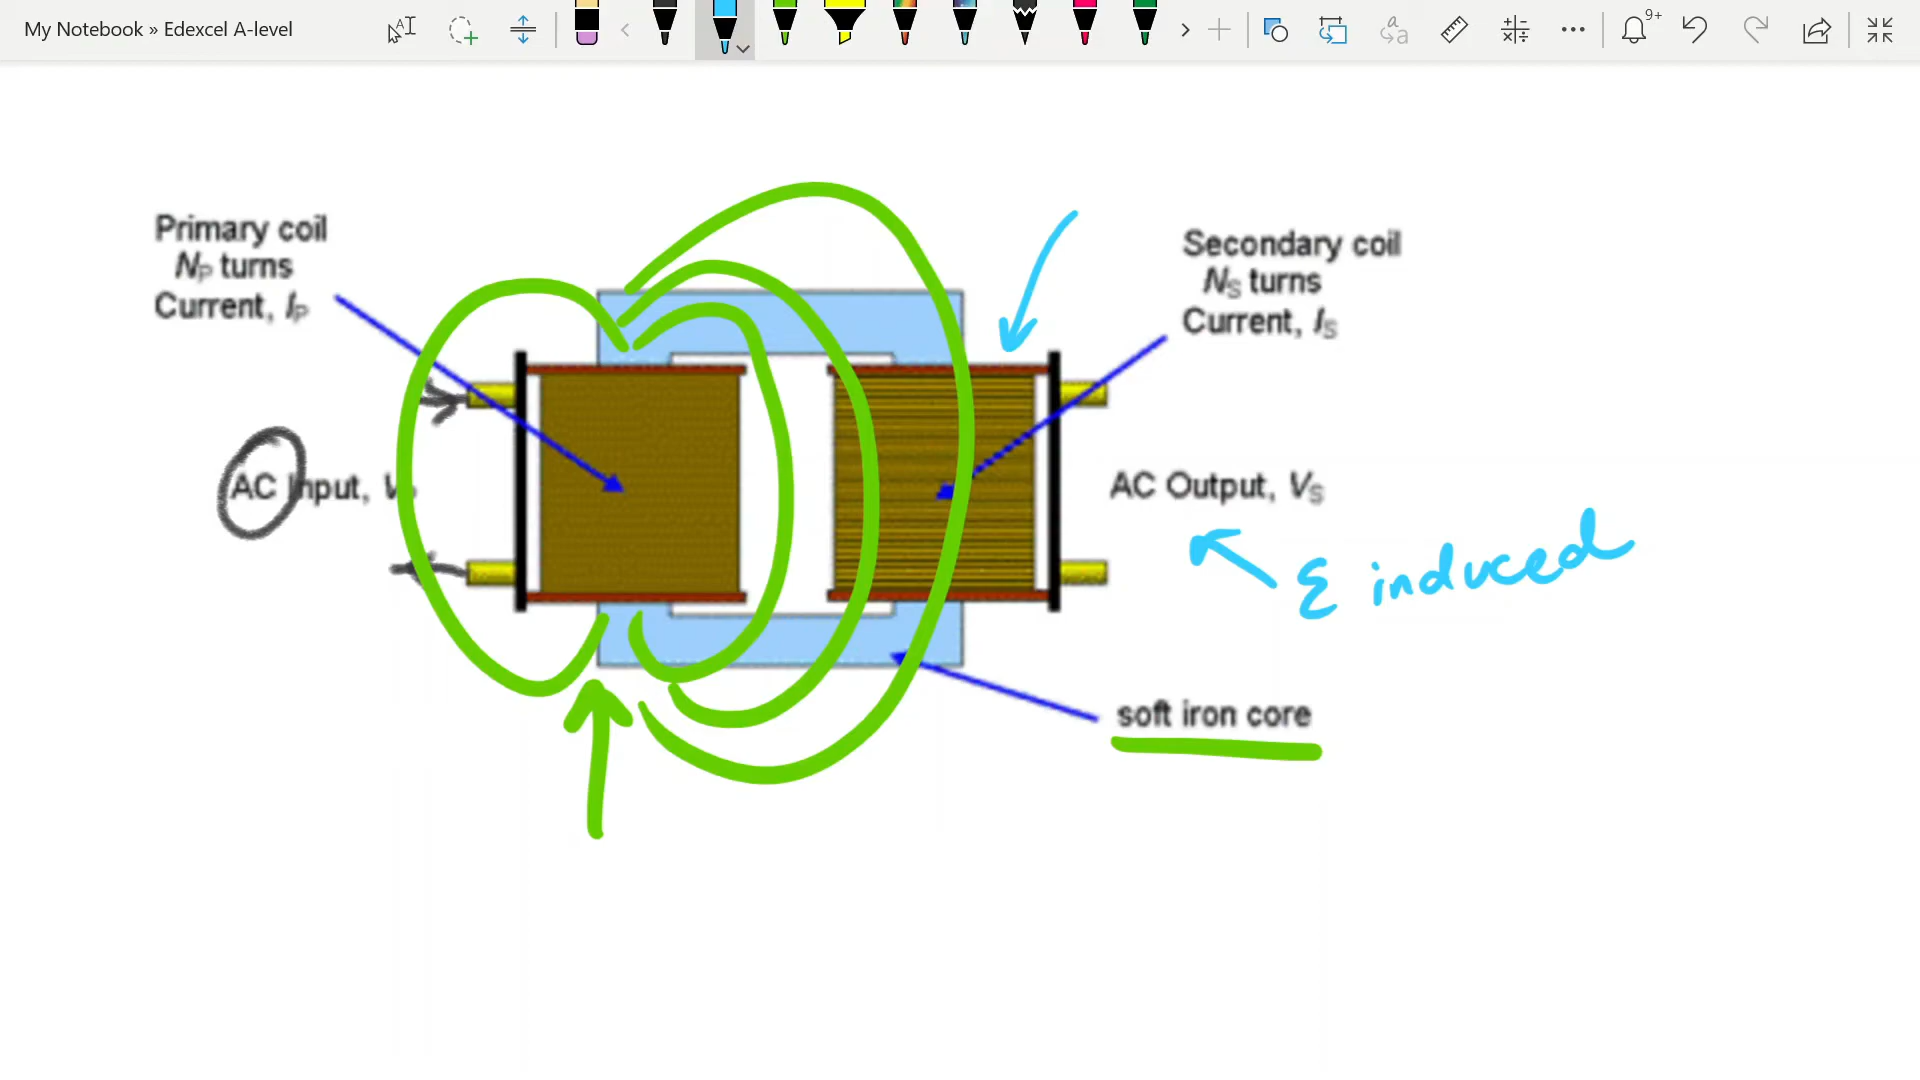 My Notebook » Edexcel A-level
9+
Primary coil
NP turns
Current, IP
Secondary coil
NS turns
Current, IS
AC Input, V
AC Output, VS
Ɛ induced
soft iron core